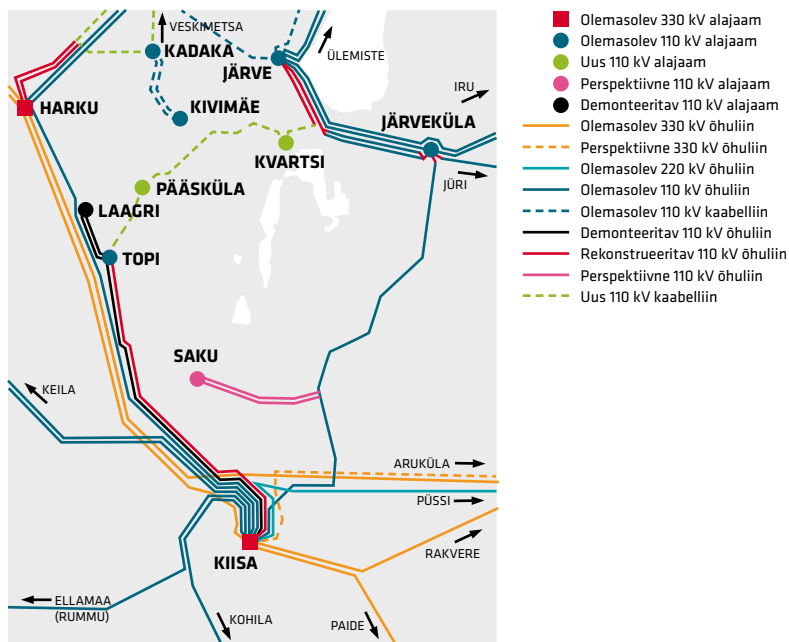 VESKIMETSA
KADAKA
JÄRVE
ÜLEMISTE
IRU
HARKU
KIVIMÄE
JÄRVEKÜLA
KVARTSI
JÜRI
PÄÄSKÜLA
LAAGRI
TOPI
SAKU
KEILA
ARUKÜLA
PÜSSI
RAKVERE
KIISA
ELLAMAA
(RUMMU)
KOHILA
PAIDE
Olemasolev 330 kV alajaam
Olemasolev 110 kV alajaam
Uus 110 kV alajaam
Perspektiivne 110 kV alajaam
Demonteeritav 110 kV alajaam
Olemasolev 330 kV õhuliin
Perspektiivne 330 kV õhuliin
Olemasolev 220 kV õhuliin
Olemasolev 110 kV õhuliin
Olemasolev 110 kV kaabelliin
Demonteeritav 110 kV õhuliin
Rekonstrueeritav 110 kV õhuliin
Perspektiivne 110 kV õhuliin
Uus 110 kV kaabelliin